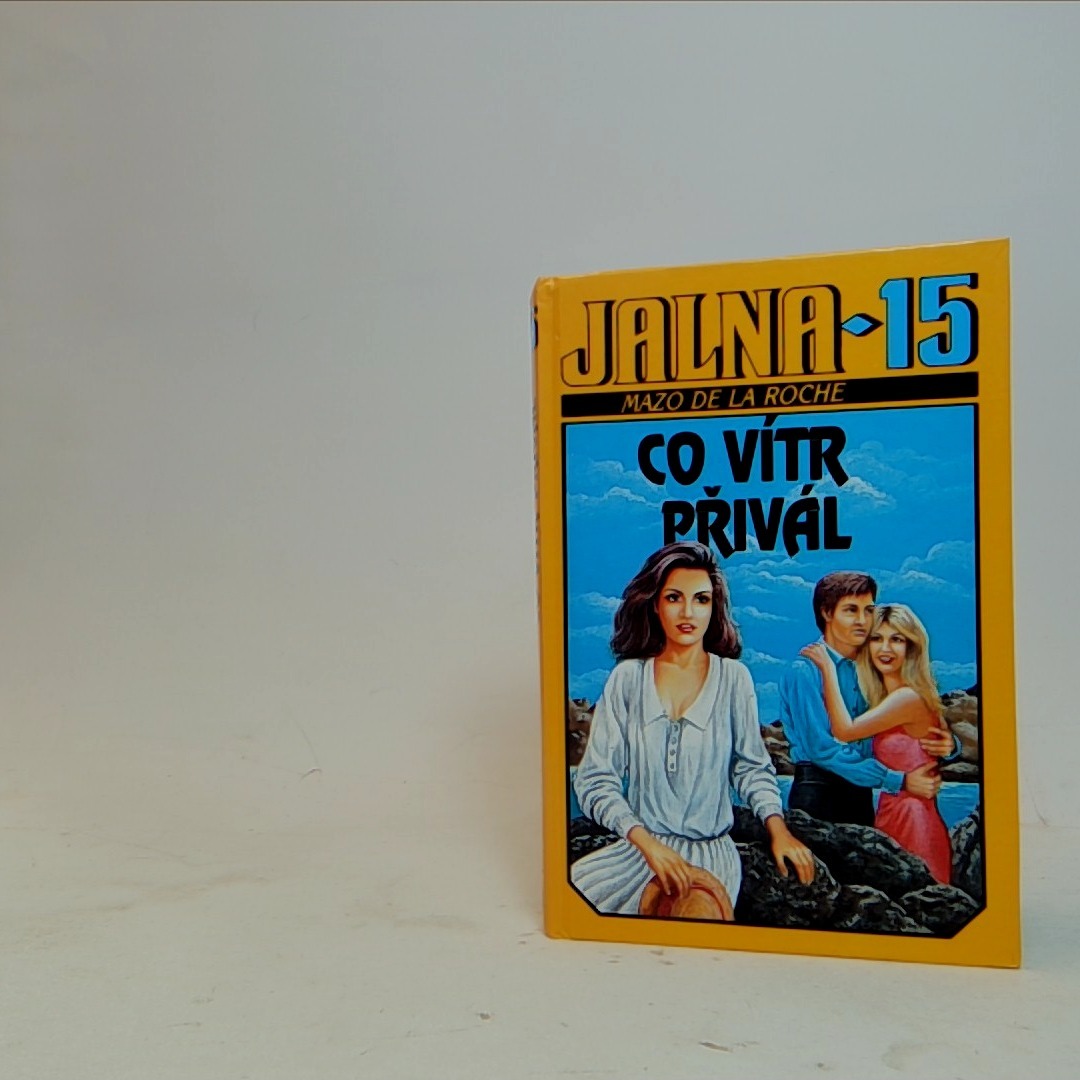 JALNA 15
MAZO DE LA ROCHE
CO VÍTR
PŘIVÁL